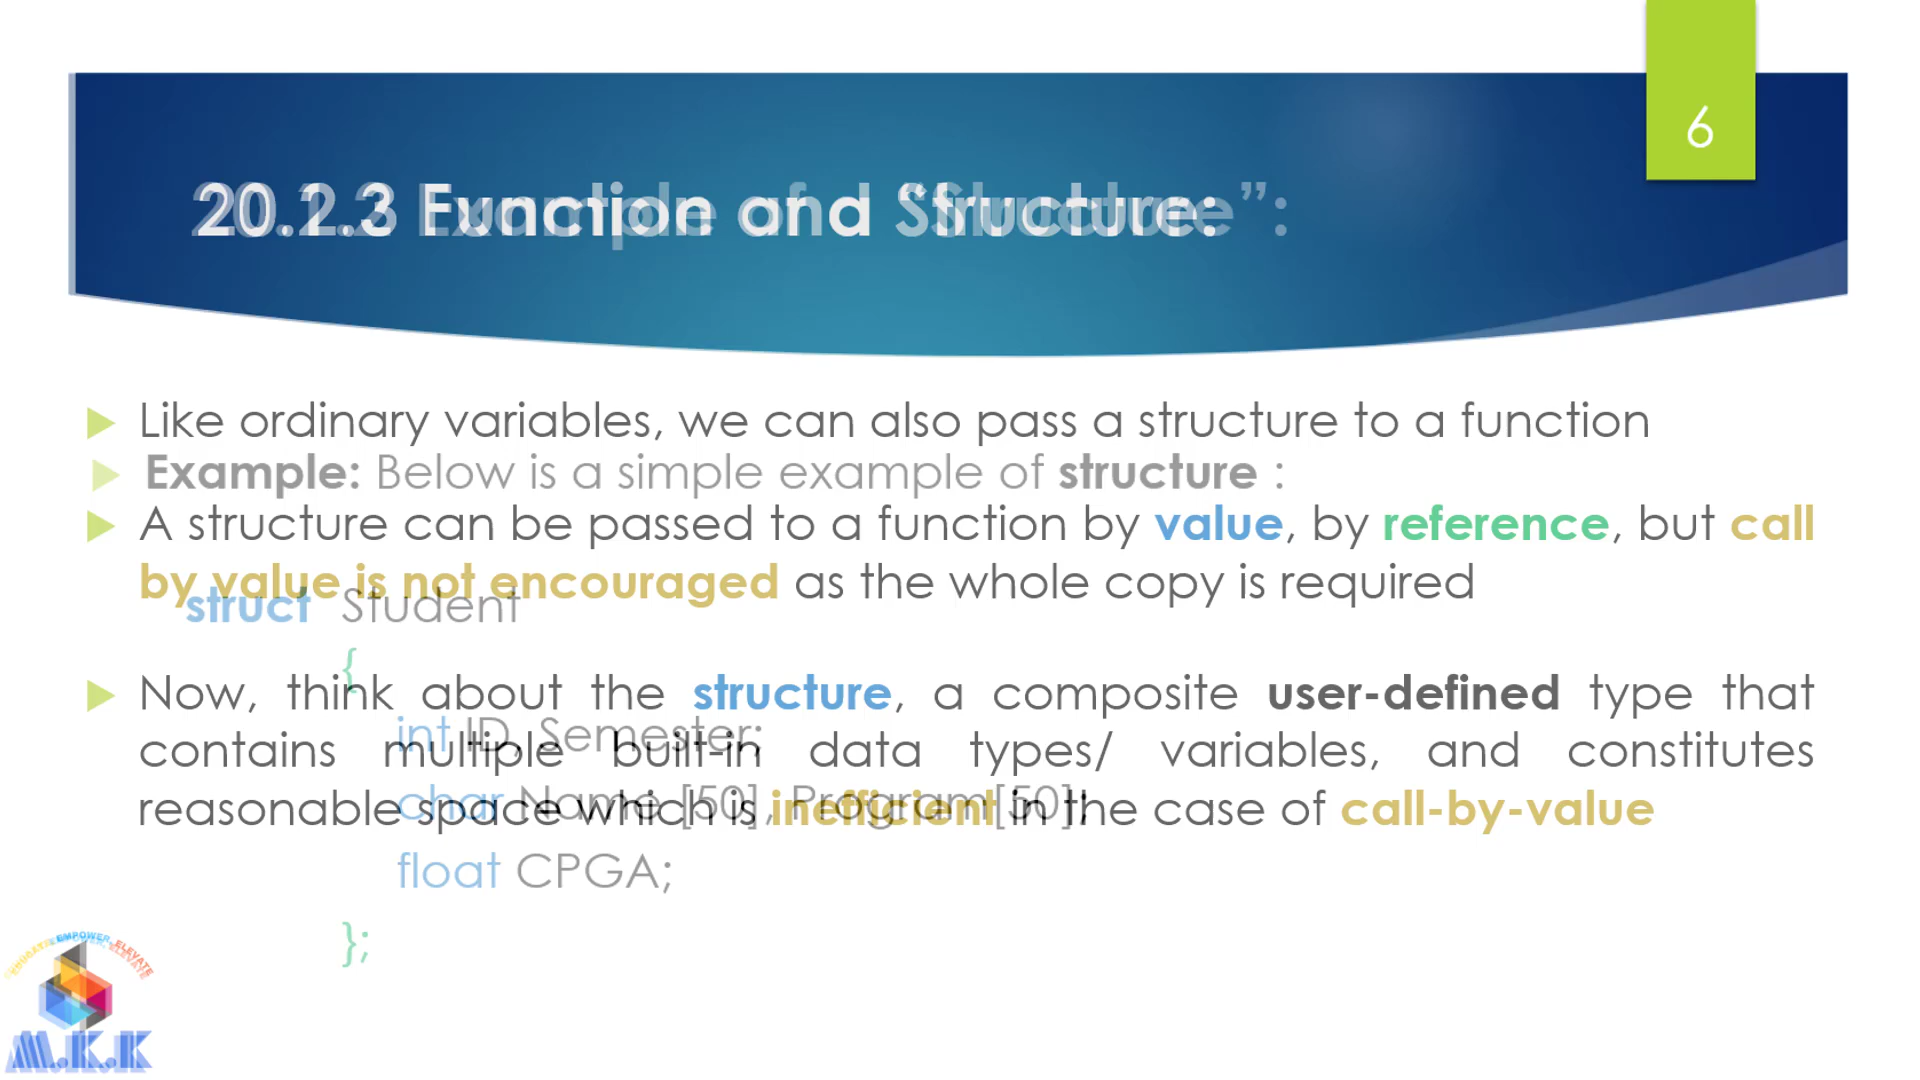 6
20.2.3 Function and Structure:
Example of “Structure”:
Like ordinary variables, we can also pass a structure to a function
Example: Below is a simple example of structure :
A structure can be passed to a function by value, by reference, but call
by value is not encouraged as the whole copy is required
struct Student
{
Now, think about the structure, a composite user-defined type that
int ID, Semester;
contains multiple built-in data types/ variables, and constitutes
char Name [50], Program[50];
reasonable space which is inefficient in the case of call-by-value
float CPGA;
};
EMPOWER, ELEVATE
M.K.K